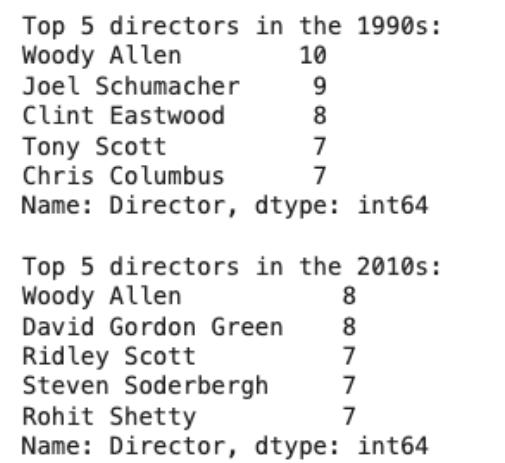 Top 5 directors in the 1990s:
Woody Allen 10
Joel Schumacher 9
Clint Eastwood 8
Tony Scott 7
Chris Columbus 7
Name: Director, dtype: int64
Top 5 directors in the 2010s:
Woody Allen 8
David Gordon Green 8
Ridley Scott 7
Steven Soderbergh 7
Rohit Shetty 7
Name: Director, dtype: int64